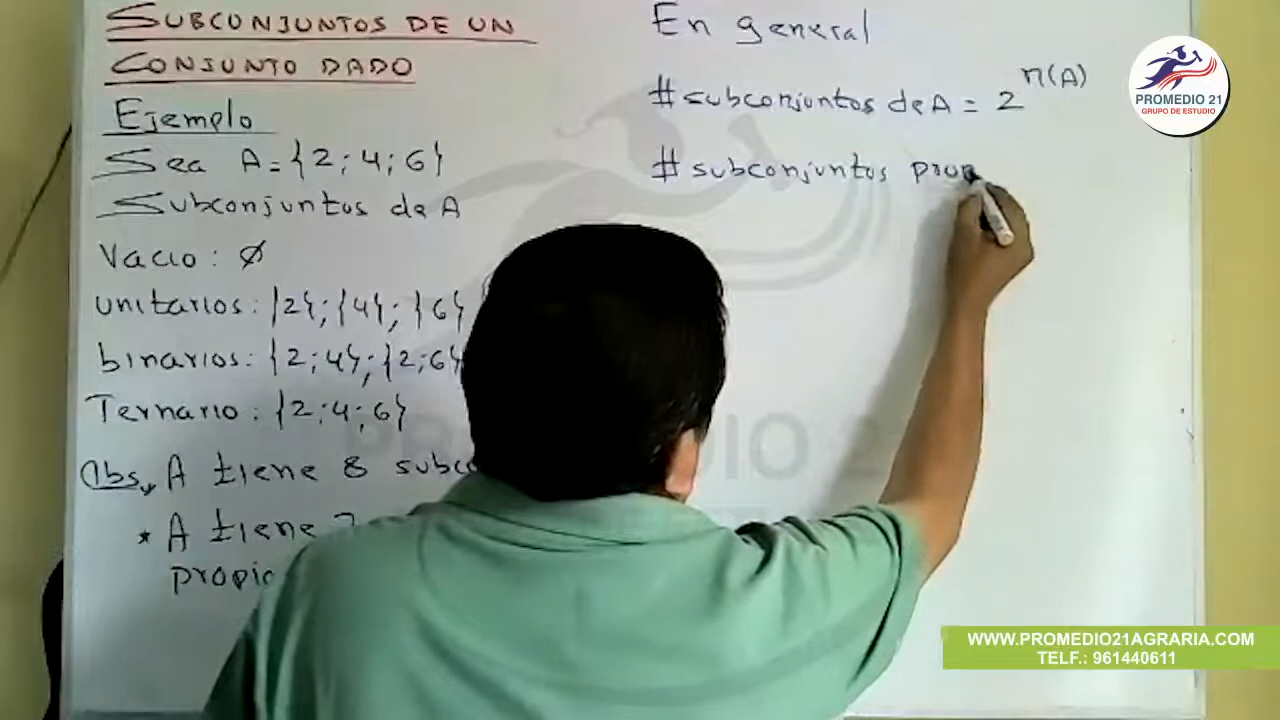 SUBCONJUNTOS DE UN
CONJUNTO DADO
Ejemplo
Sea A={2;4;6}
Subconjuntos de A
Vacio: ∅
unitarios: {2};{4};{6}
binarios: {2;4};{2;6}
Ternario: {2;4;6}
Obs, A tiene 8
* A tiene 7
En general
#subconjuntos de A = 2^n(A)
# subconjuntos prop
PROMEDIO 21
GRUPO DE ESTUDIO
WWW.PROMEDIO21AGRARIA.COM
TELF.: 961440611